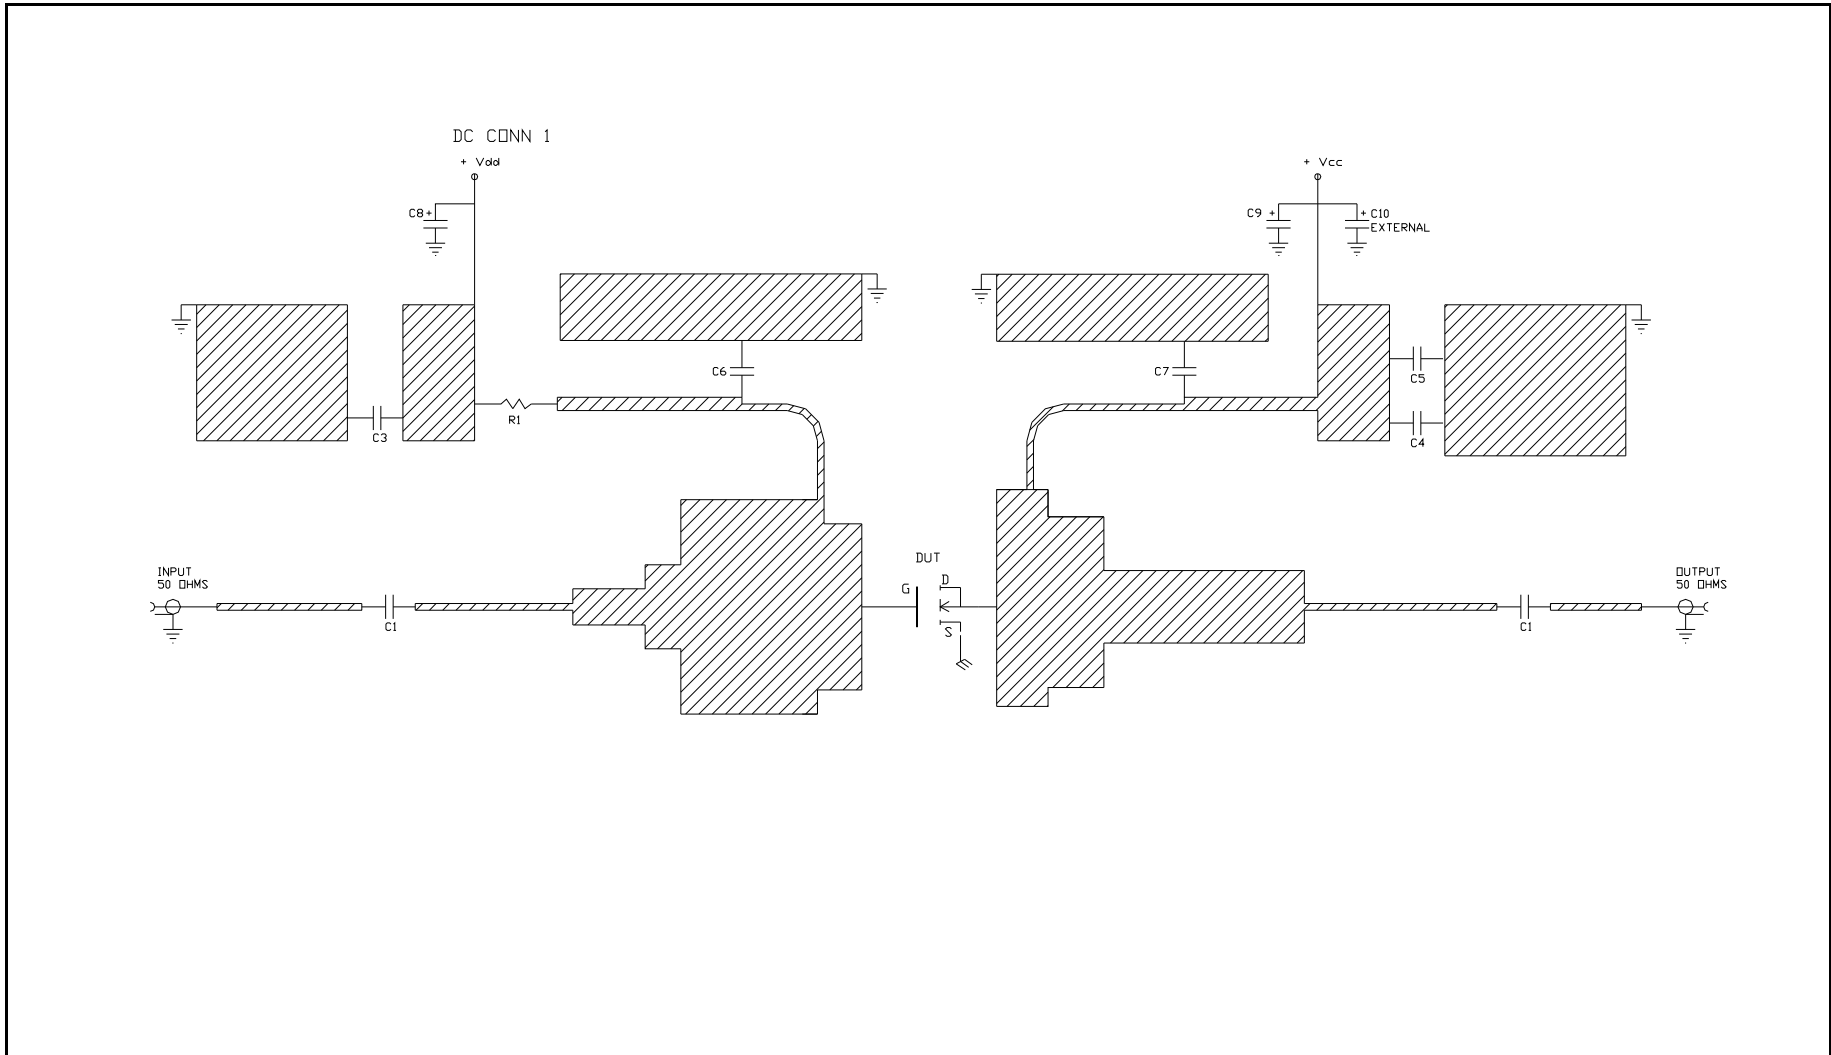 DC CONN 1
+ Vdd
+ Vcc
C8+
C9 +
+ C10
EXTERNAL
C6
C7
C5
R1
C3
C4
DUT
INPUT
50 OHMS
OUTPUT
50 OHMS
D
G
S
C1
C1